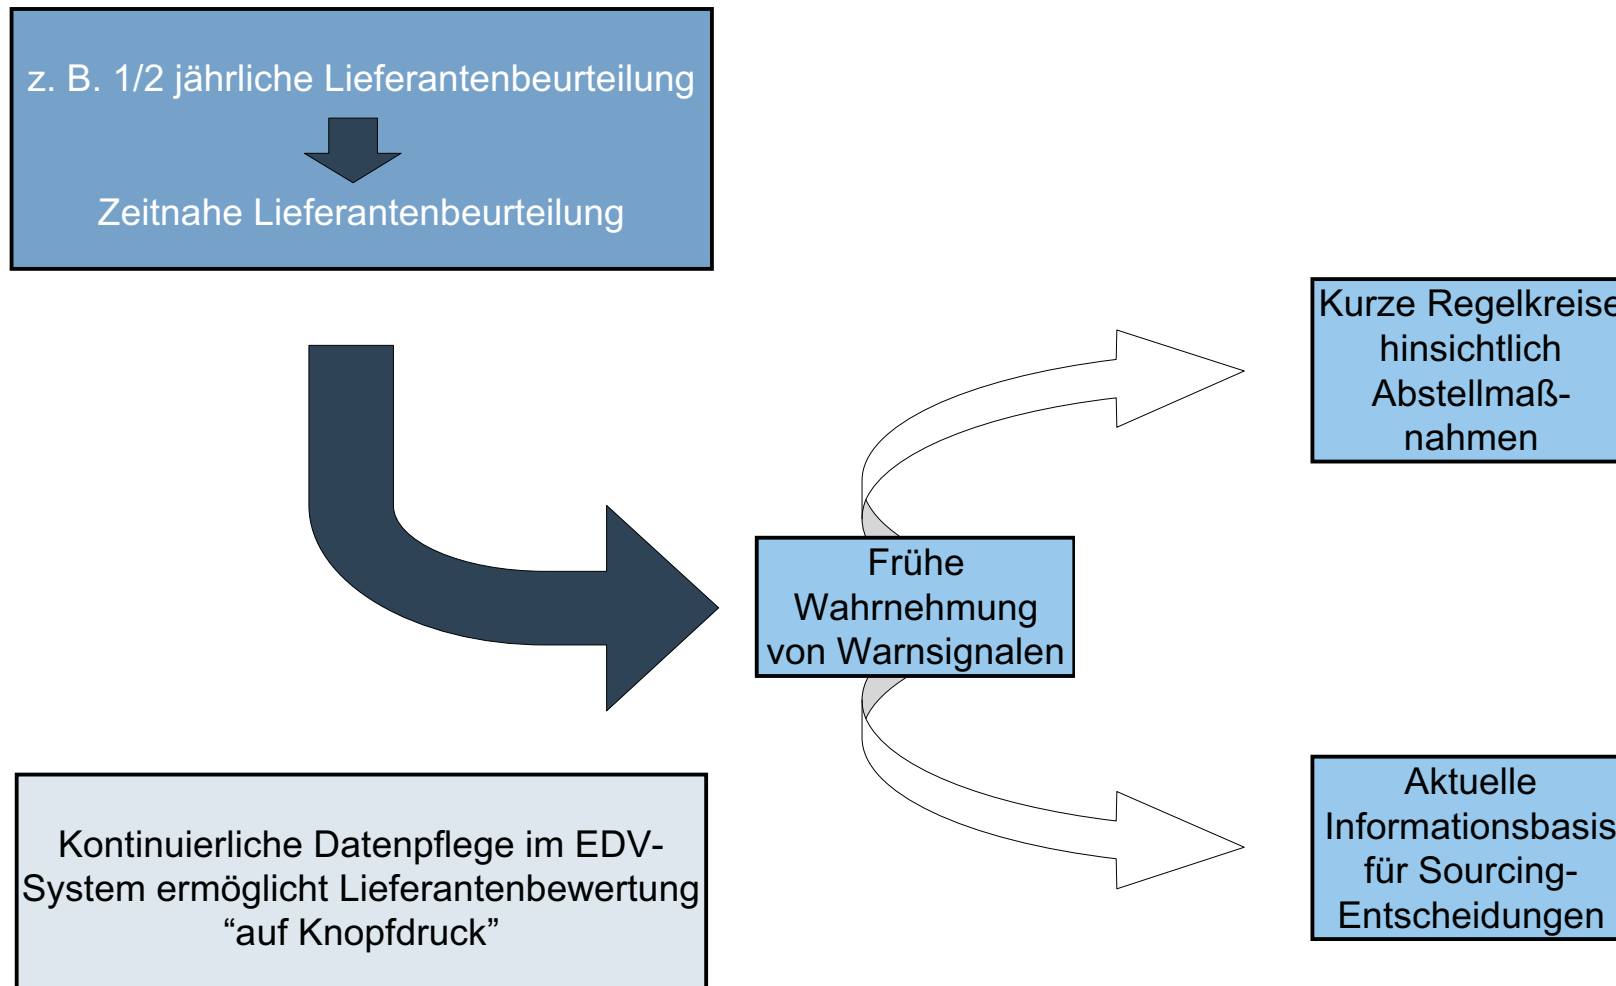 z. B. 1/2 jährliche Lieferantenbeurteilung
Zeitnahe Lieferantenbeurteilung
Kurze Regelkreise
hinsichtlich
Abstellmaß-
nahmen
Frühe
Wahrnehmung
von Warnsignalen
Kontinuierliche Datenpflege im EDV-
System ermöglicht Lieferantenbewertung
“auf Knopfdruck”
Aktuelle
Informationsbasis
für Sourcing-
Entscheidungen